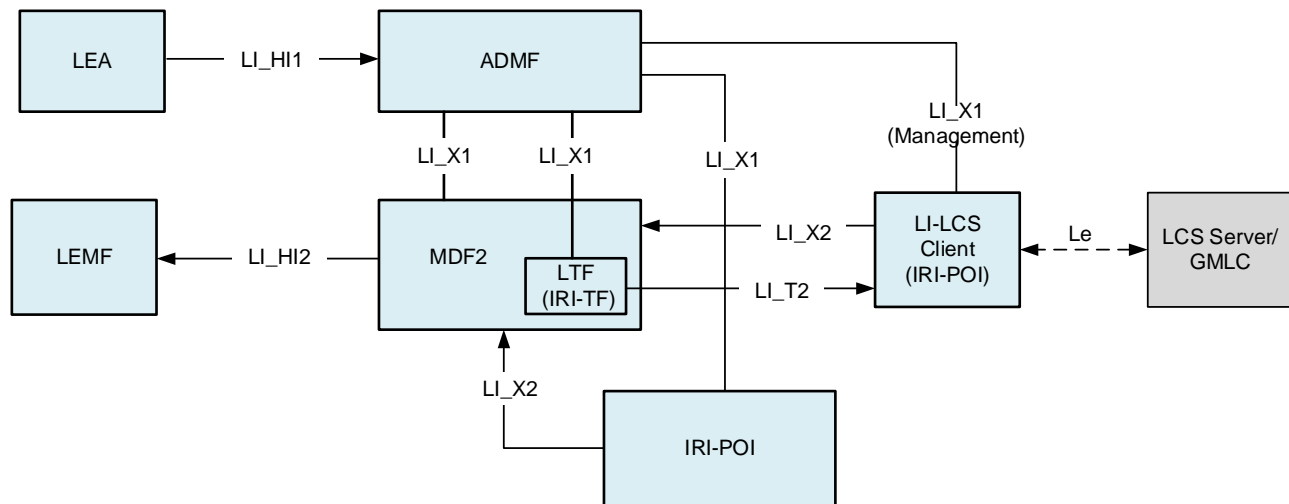 LEA
LI_HI1
ADMF
LI_X1
(Management)
LI_X1
LI_X1
LI_X1
LEMF
LI_HI2
MDF2
LTF
(IRI-TF)
LI_X2
LI_T2
LI-LCS
Client
(IRI-POI)
Le
LCS Server/
GMLC
LI_X2
IRI-POI